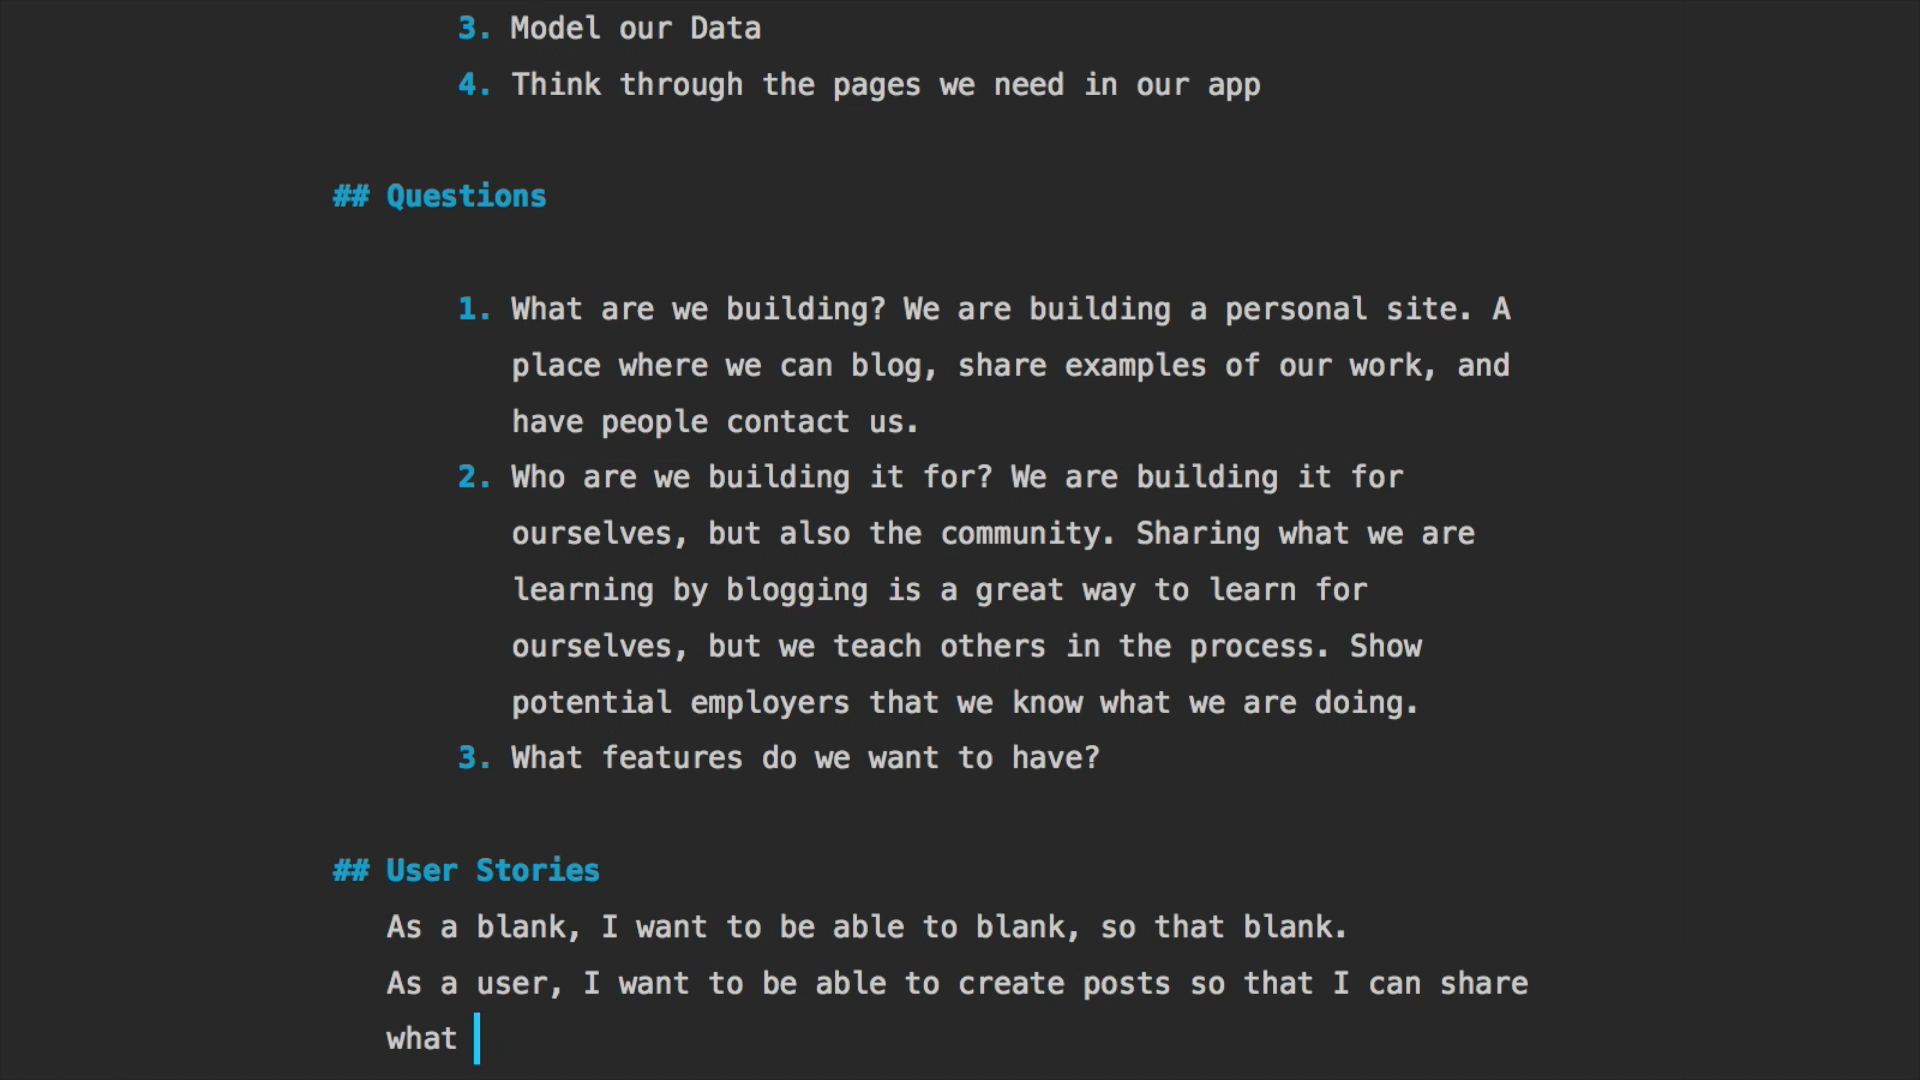 3. Model our Data
4. Think through the pages we need in our app
## Questions
1. What are we building? We are building a personal site. A
place where we can blog, share examples of our work, and
have people contact us.
2. Who are we building it for? We are building it for
ourselves, but also the community. Sharing what we are
learning by blogging is a great way to learn for
ourselves, but we teach others in the process. Show
potential employers that we know what we are doing.
3. What features do we want to have?
## User Stories
As a blank, I want to be able to blank, so that blank.
As a user, I want to be able to create posts so that I can share
what